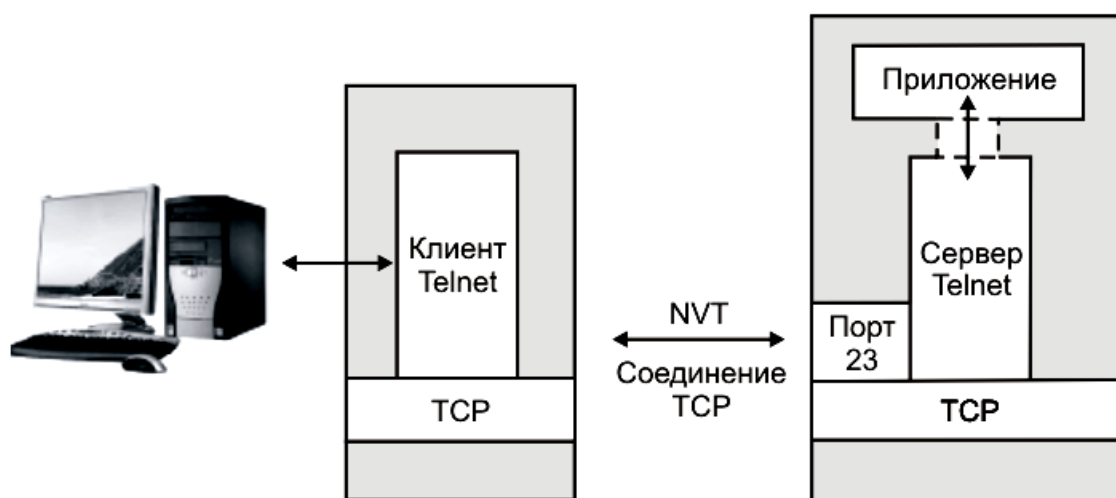 Приложение
Клиент
Telnet
Сервер
Telnet
NVT
Порт
23
Соединение
TCP
TCP
TCP